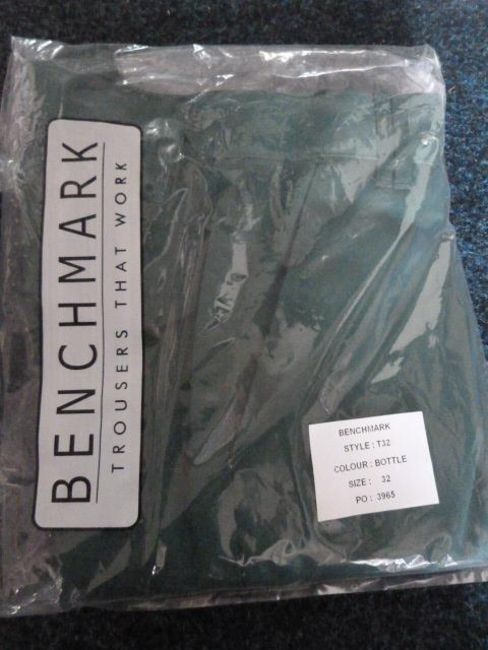 BENCHMARK
TROUSERS THAT WORK
BENCHMARK
STYLE : T32
COLOUR : BOTTLE
SIZE : 32
PO : 3965